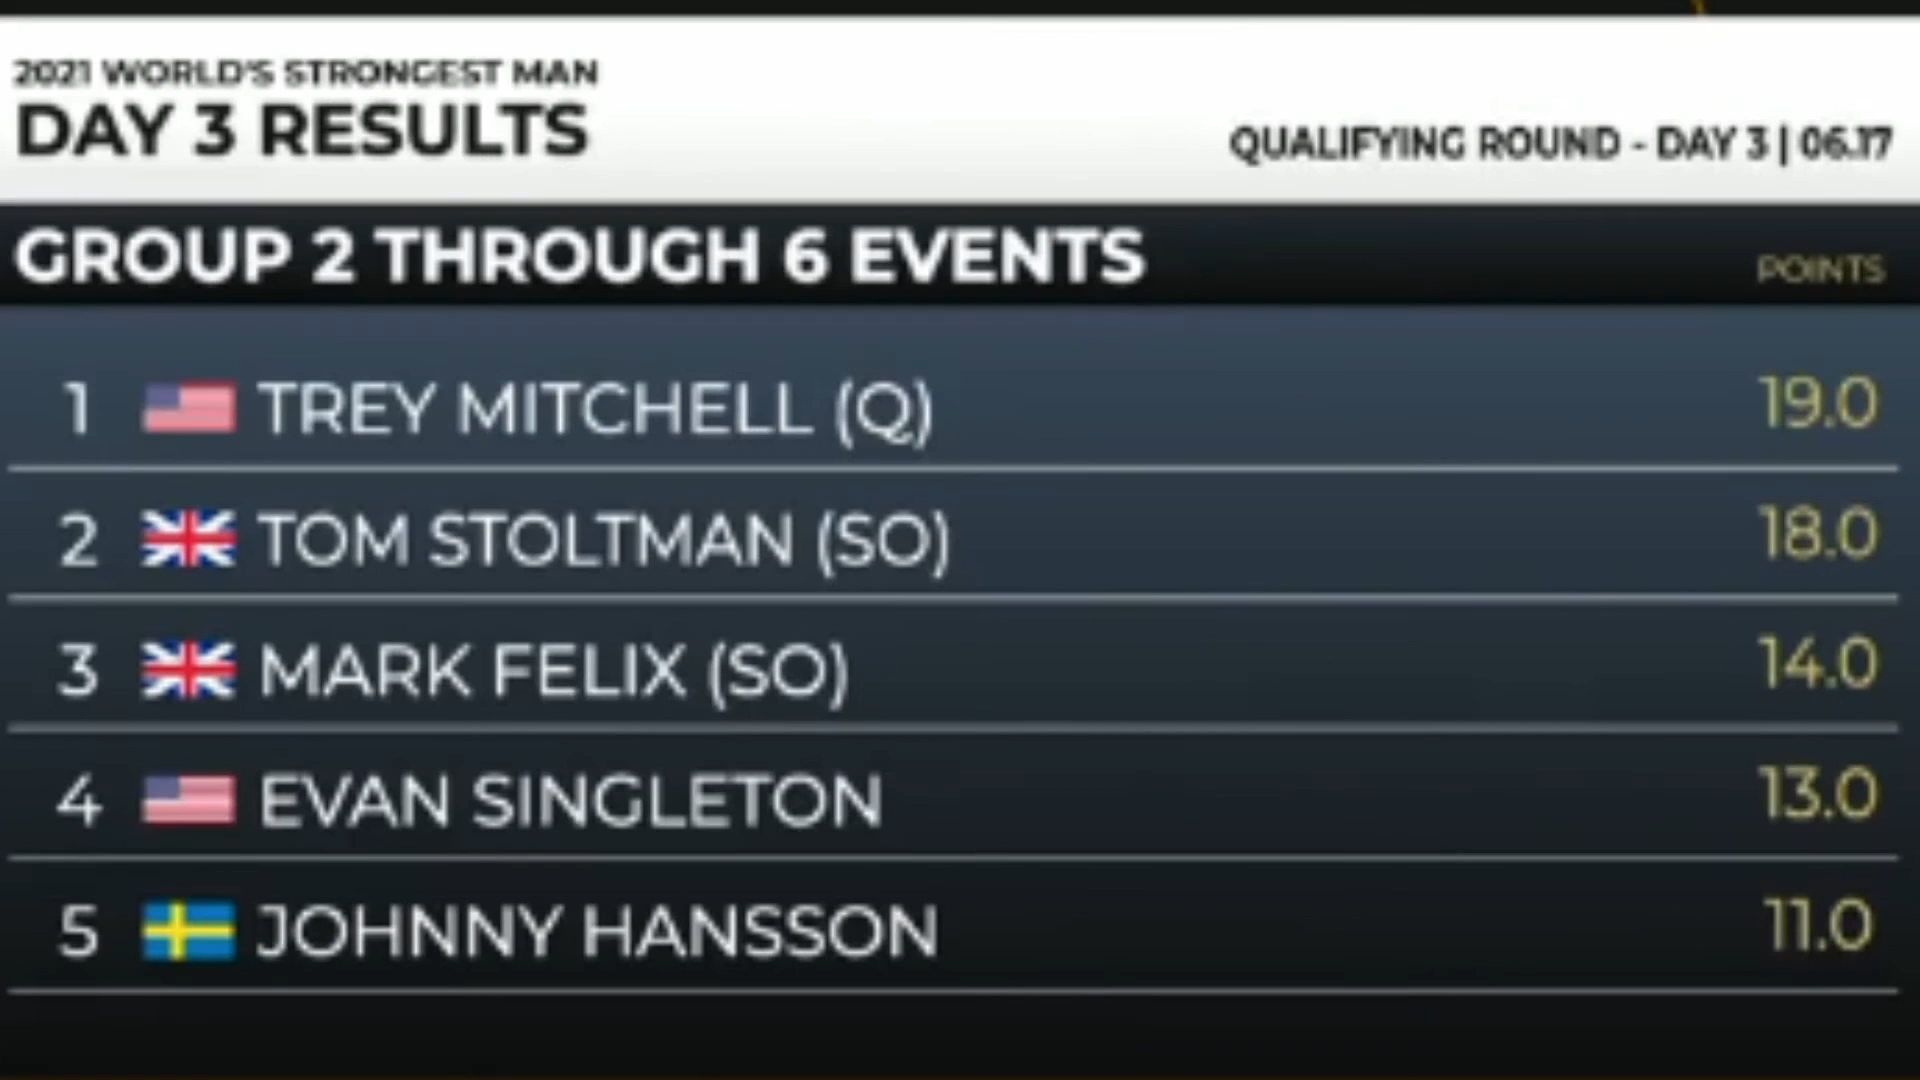 2021 WORLD'S STRONGEST MAN
DAY 3 RESULTS
QUALIFYING ROUND - DAY 3 | 06.17
GROUP 2 THROUGH 6 EVENTS
POINTS
1 TREY MITCHELL (Q) 19.0
2 TOM STOLTMAN (SO) 18.0
3 MARK FELIX (SO) 14.0
4 EVAN SINGLETON 13.0
5 JOHNNY HANSSON 11.0